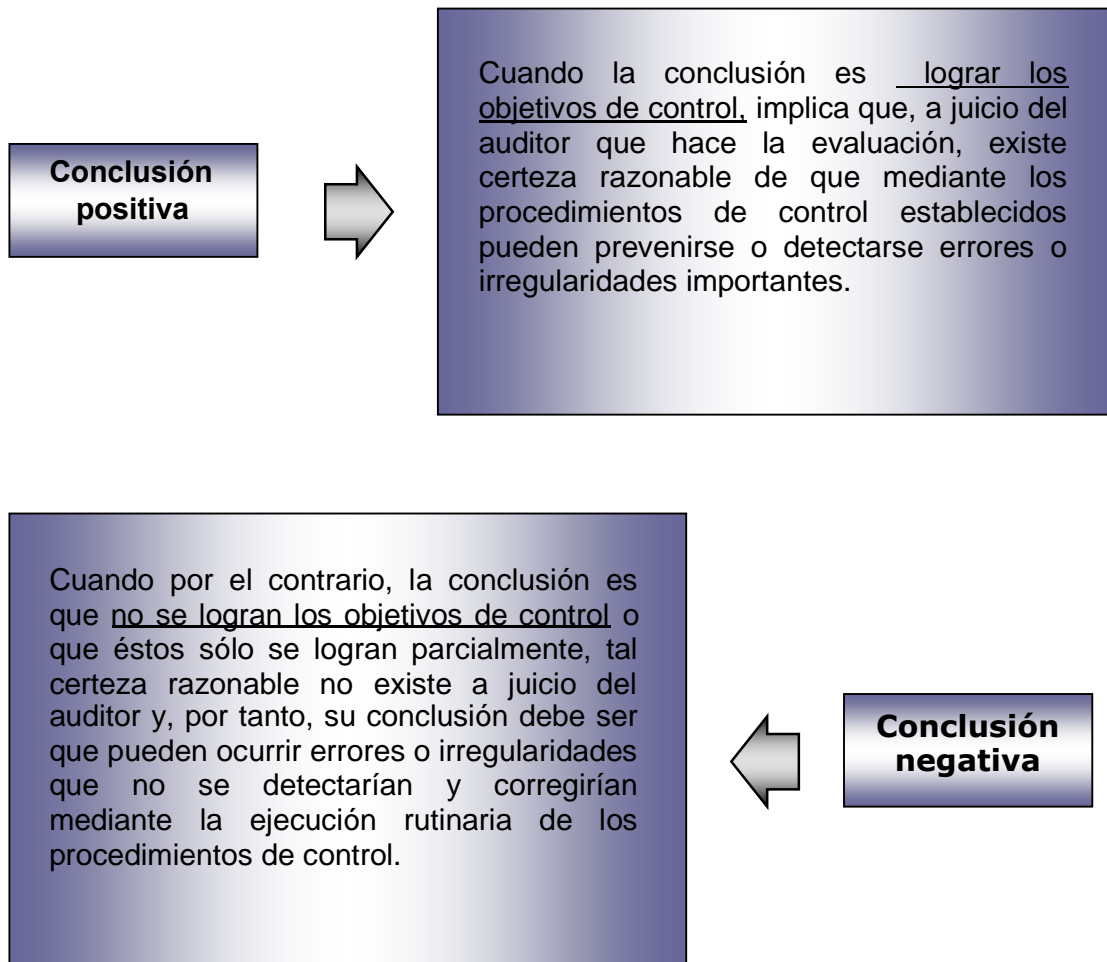 Conclusión
positiva
Cuando la conclusión es lograr los
objetivos de control, implica que, a juicio del
auditor que hace la evaluación, existe
certeza razonable de que mediante los
procedimientos de control establecidos
pueden prevenirse o detectarse errores o
irregularidades importantes.
Cuando por el contrario, la conclusión es
que no se logran los objetivos de control o
que éstos sólo se logran parcialmente, tal
certeza razonable no existe a juicio del
auditor y, por tanto, su conclusión debe ser
que pueden ocurrir errores o irregularidades
que no se detectarían y corregirían
mediante la ejecución rutinaria de los
procedimientos de control.
Conclusión
negativa